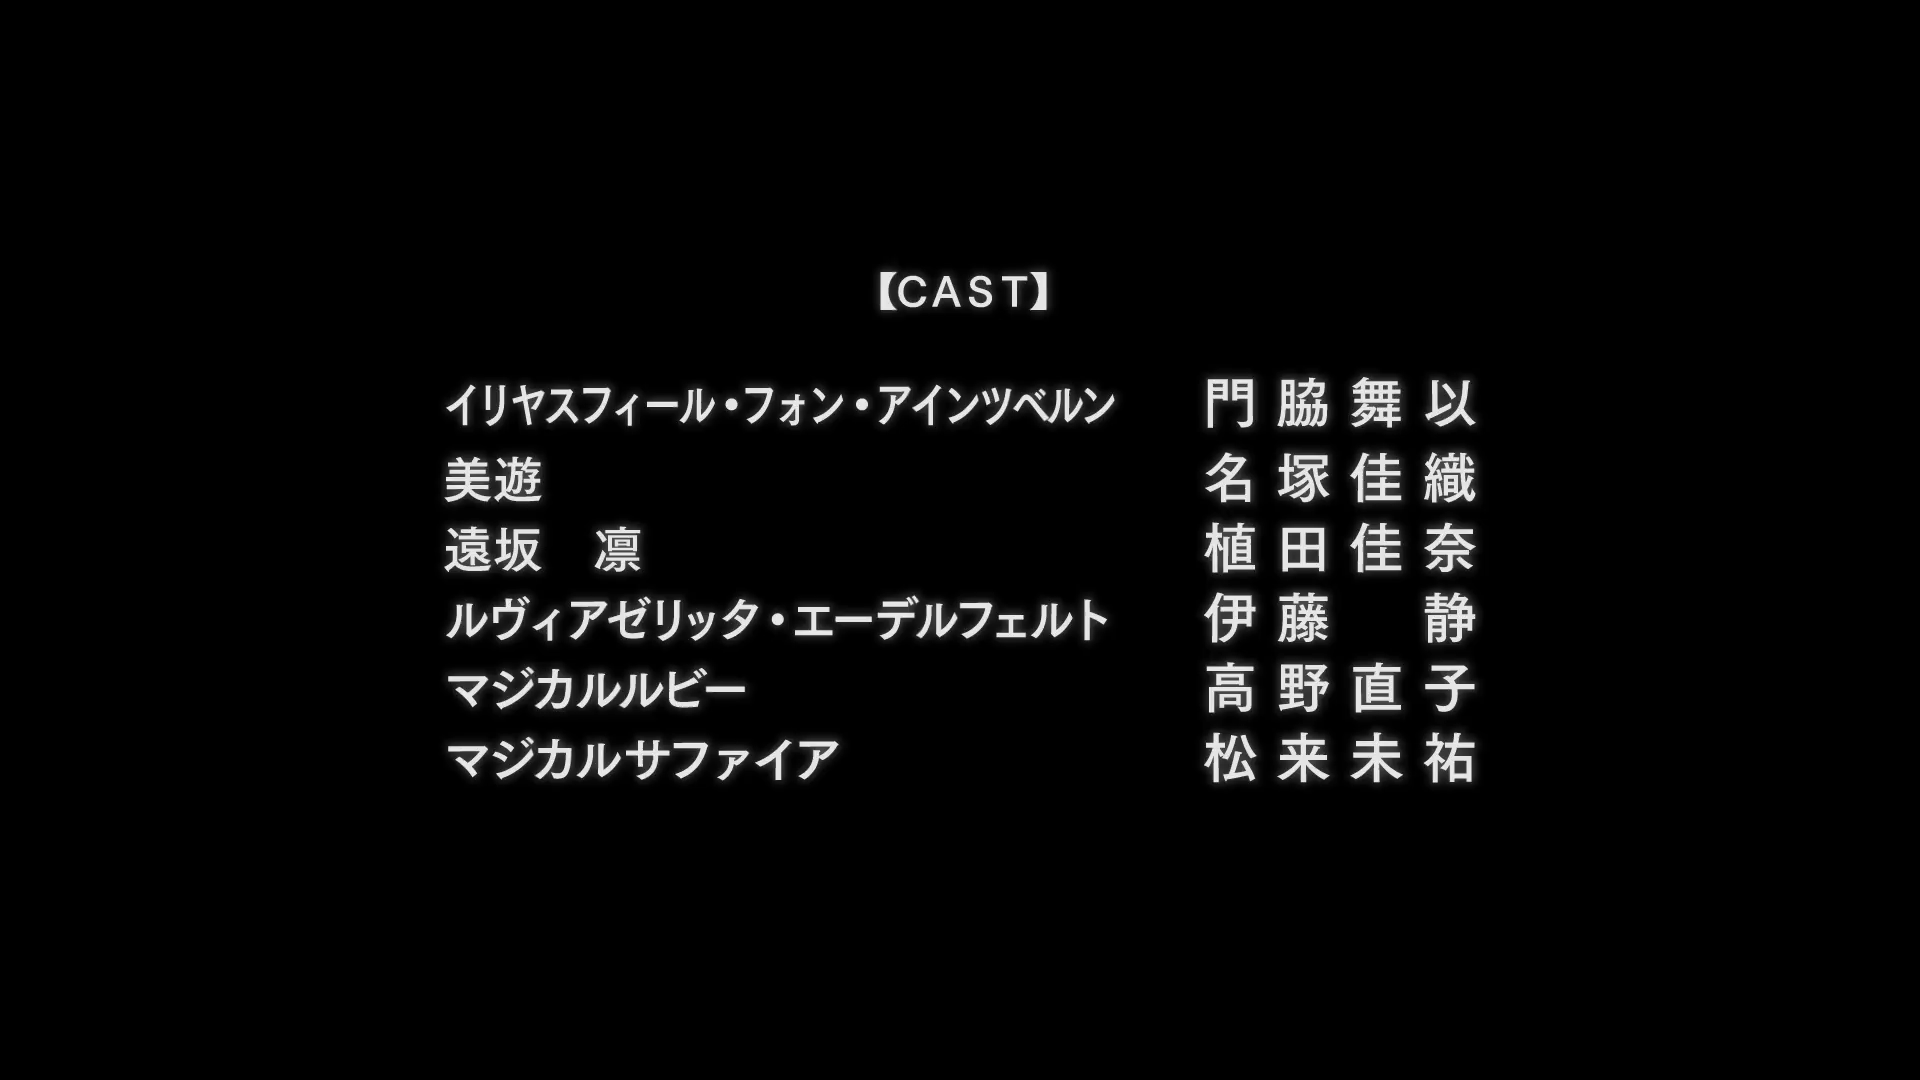 【CAST】
イリヤスフィール・フォン・アインツベルン　門脇舞以
美遊　名塚佳織
遠坂　凛　植田佳奈
ルヴィアゼリッタ・エーデルフェルト　伊藤　静
マジカルルビー　高野直子
マジカルサファイア　松来未祐